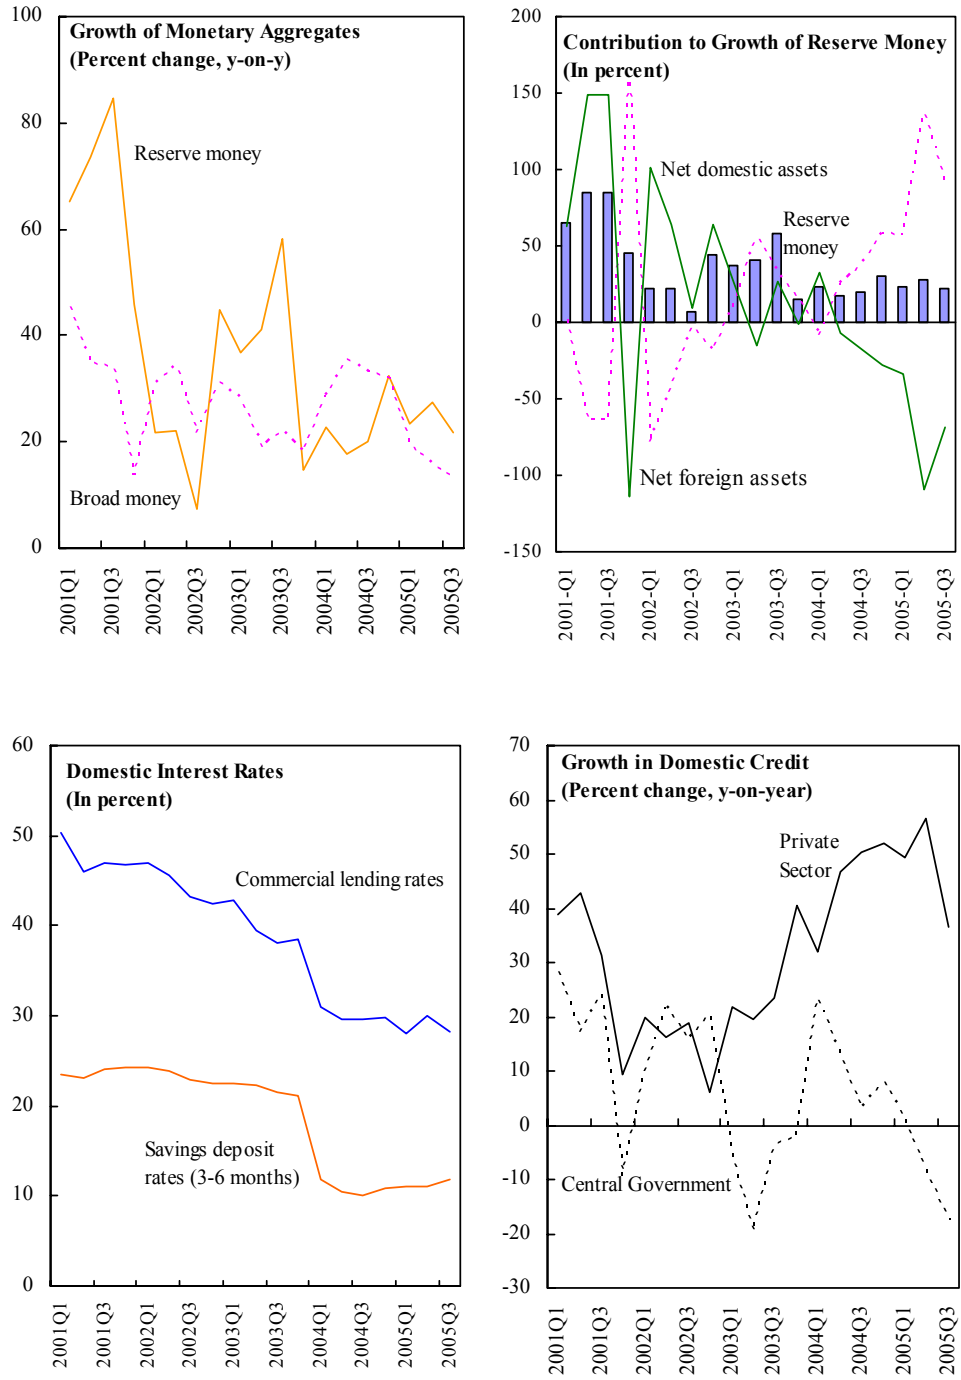 Growth of Monetary Aggregates
(Percent change, y-on-y)
100
80
60
40
20
0
Reserve money
Broad money
2001Q1
2001Q3
2002Q1
2002Q3
2003Q1
2003Q3
2004Q1
2004Q3
2005Q1
2005Q3
Contribution to Growth of Reserve Money
(In percent)
200
150
100
50
0
-50
-100
-150
Net domestic assets
Reserve
money
Net foreign assets
2001-Q1
2001-Q3
2002-Q1
2002-Q3
2003-Q1
2003-Q3
2004-Q1
2004-Q3
2005-Q1
2005-Q3
Domestic Interest Rates
(In percent)
60
50
40
30
20
10
0
Commercial lending rates
Savings deposit
rates (3-6 months)
2001Q1
2001Q3
2002Q1
2002Q3
2003Q1
2003Q3
2004Q1
2004Q3
2005Q1
2005Q3
Growth in Domestic Credit
(Percent change, y-on-year)
70
60
50
40
30
20
10
0
-10
-20
-30
Private
Sector
Central Government
2001Q1
2001Q3
2002Q1
2002Q3
2003Q1
2003Q3
2004Q1
2004Q3
2005Q1
2005Q3